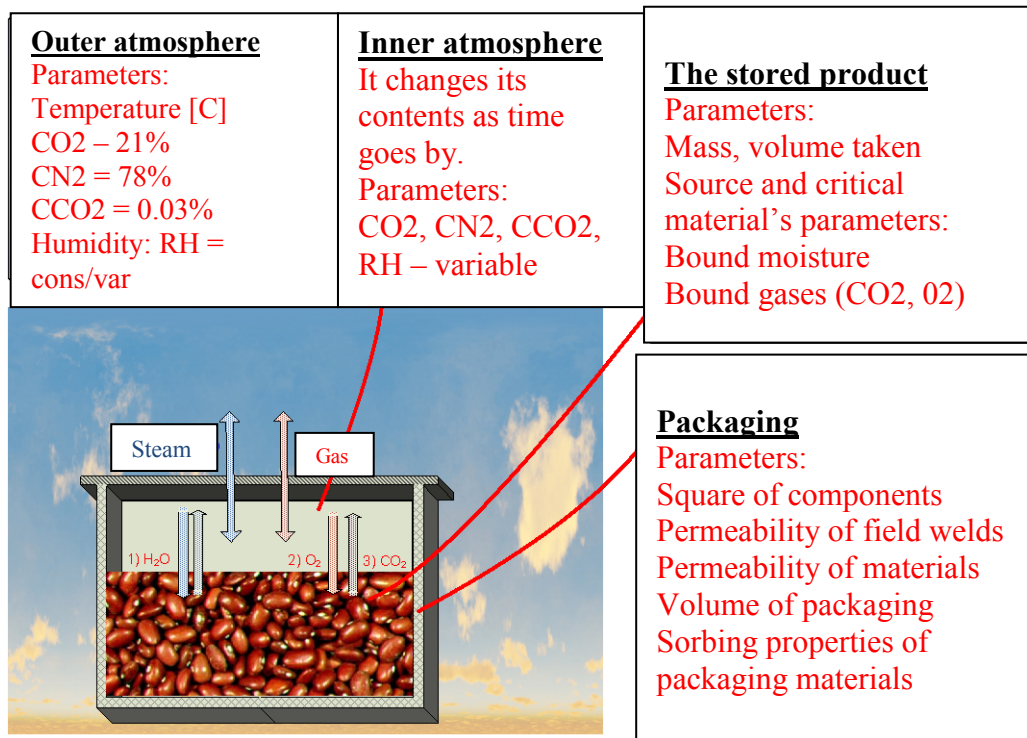 Outer atmosphere
Parameters:
Temperature [C]
CO2 – 21%
CN2 = 78%
CCO2 = 0.03%
Humidity: RH =
cons/var
Inner atmosphere
It changes its
contents as time
goes by.
Parameters:
CO2, CN2, CCO2,
RH – variable
The stored product
Parameters:
Mass, volume taken
Source and critical
material’s parameters:
Bound moisture
Bound gases (CO2, 02)
Packaging
Parameters:
Square of components
Permeability of field welds
Permeability of materials
Volume of packaging
Sorbing properties of
packaging materials
Steam
Gas
1) H₂O
2) O₂
3) CO₂